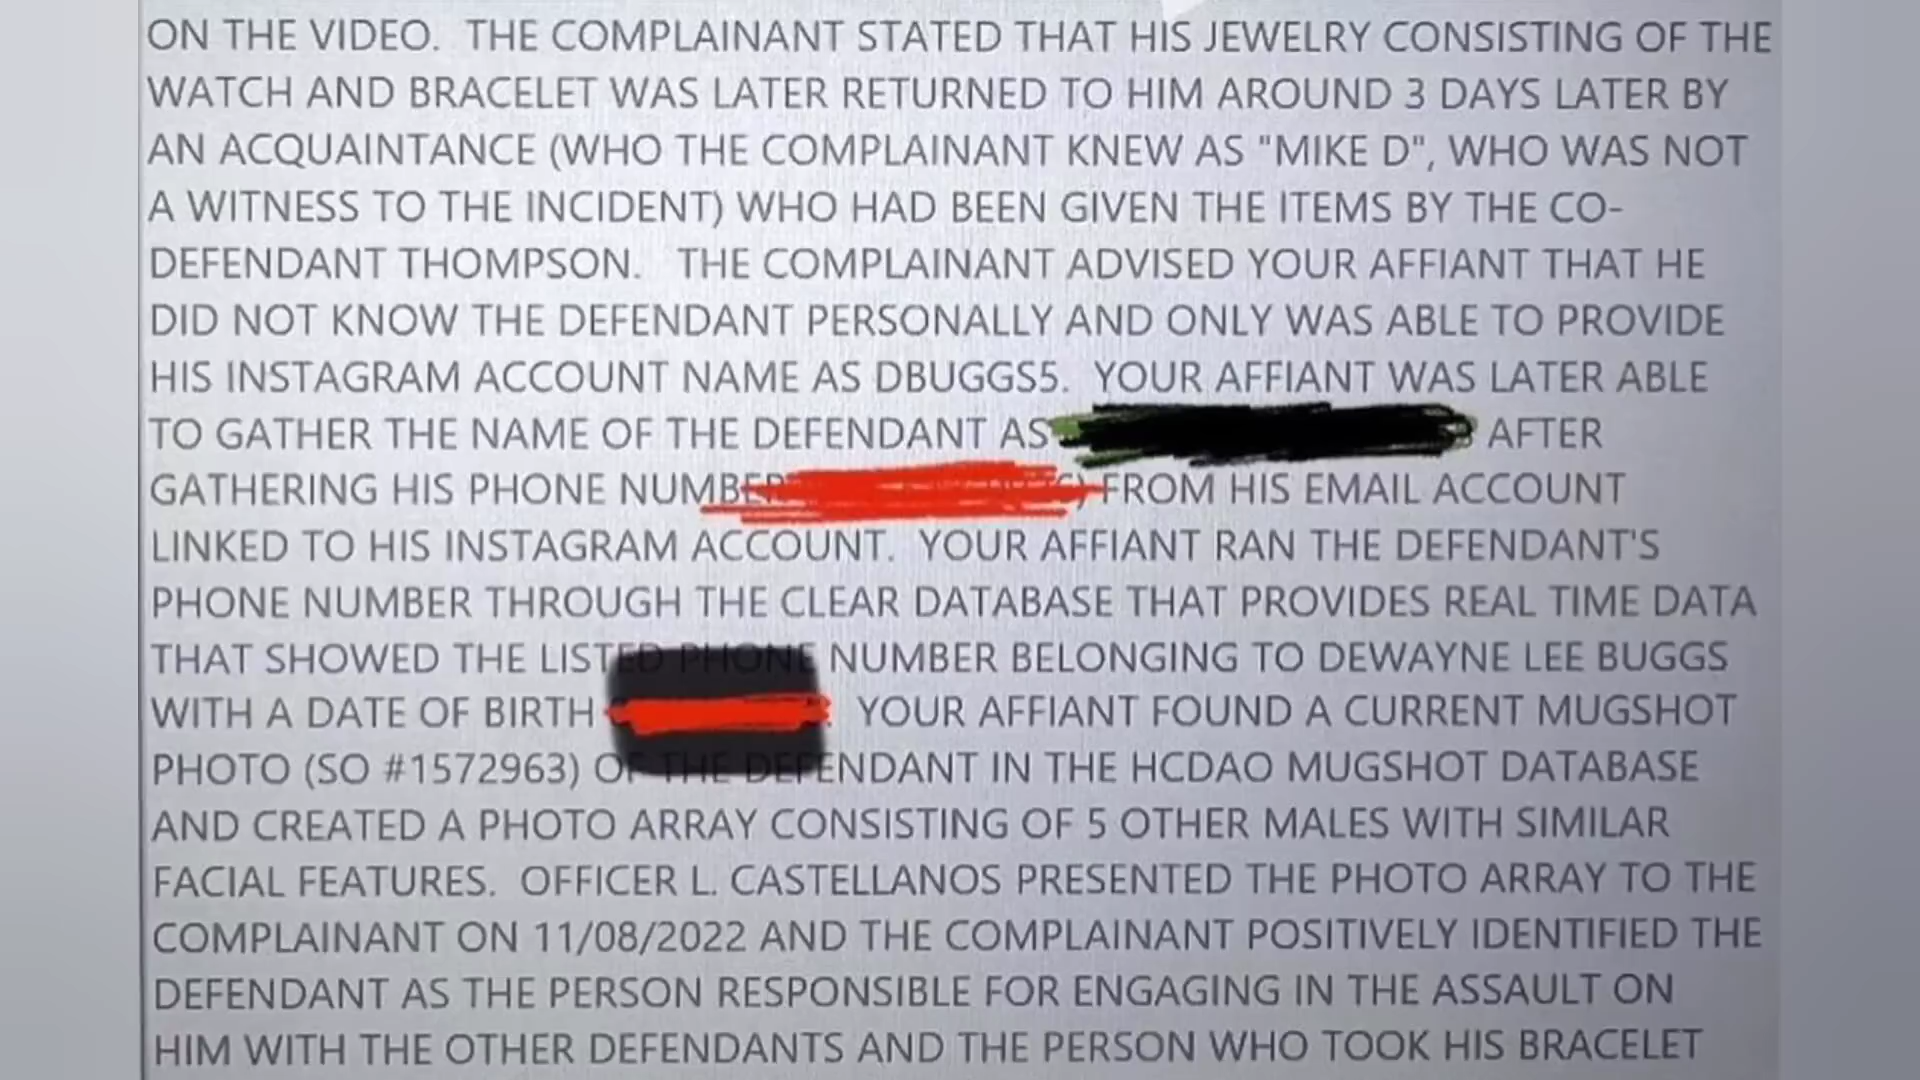 ON THE VIDEO. THE COMPLAINANT STATED THAT HIS JEWELRY CONSISTING OF THE
WATCH AND BRACELET WAS LATER RETURNED TO HIM AROUND 3 DAYS LATER BY
AN ACQUAINTANCE (WHO THE COMPLAINANT KNEW AS "MIKE D", WHO WAS NOT
A WITNESS TO THE INCIDENT) WHO HAD BEEN GIVEN THE ITEMS BY THE CO-
DEFENDANT THOMPSON. THE COMPLAINANT ADVISED YOUR AFFIANT THAT HE
DID NOT KNOW THE DEFENDANT PERSONALLY AND ONLY WAS ABLE TO PROVIDE
HIS INSTAGRAM ACCOUNT NAME AS DBUGGS5. YOUR AFFIANT WAS LATER ABLE
TO GATHER THE NAME OF THE DEFENDANT AS AFTER
GATHERING HIS PHONE NUMBER FROM HIS EMAIL ACCOUNT
LINKED TO HIS INSTAGRAM ACCOUNT. YOUR AFFIANT RAN THE DEFENDANT'S
PHONE NUMBER THROUGH THE CLEAR DATABASE THAT PROVIDES REAL TIME DATA
THAT SHOWED THE LISTED PHONE NUMBER BELONGING TO DEWAYNE LEE BUGGS
WITH A DATE OF BIRTH YOUR AFFIANT FOUND A CURRENT MUGSHOT
PHOTO (SO #1572963) OF THE DEFENDANT IN THE HCDAO MUGSHOT DATABASE
AND CREATED A PHOTO ARRAY CONSISTING OF 5 OTHER MALES WITH SIMILAR
FACIAL FEATURES. OFFICER L. CASTELLANOS PRESENTED THE PHOTO ARRAY TO THE
COMPLAINANT ON 11/08/2022 AND THE COMPLAINANT POSITIVELY IDENTIFIED THE
DEFENDANT AS THE PERSON RESPONSIBLE FOR ENGAGING IN THE ASSAULT ON
HIM WITH THE OTHER DEFENDANTS AND THE PERSON WHO TOOK HIS BRACELET